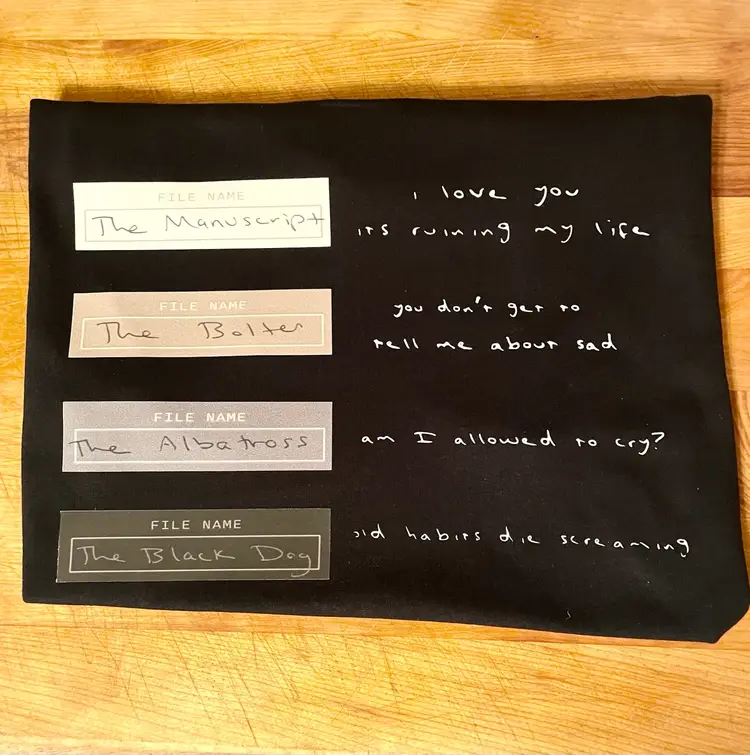 FILE NAME
The Manuscript
i love you
its ruining my life
FILE NAME
The Bolter
you don't get to
tell me about sad
FILE NAME
The Albatross
am I allowed to cry?
FILE NAME
The Black Dog
old habits die screaming